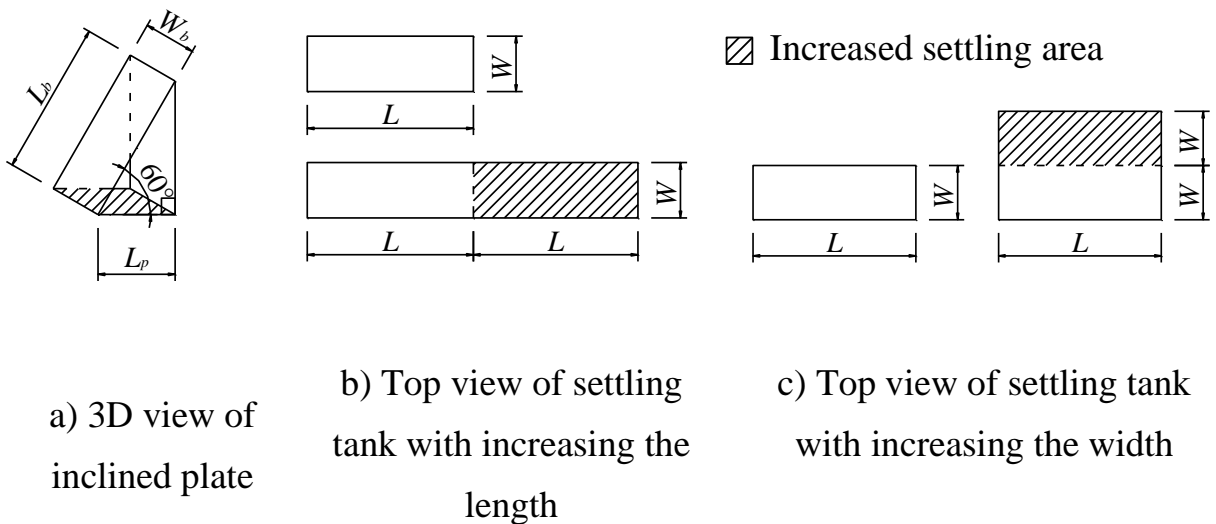 W_b
L_b
60°
L_p
W
L
W
L
L
Increased settling area
W
L
W
W
L
a) 3D view of
inclined plate
b) Top view of settling
tank with increasing the
length
c) Top view of settling tank
with increasing the width